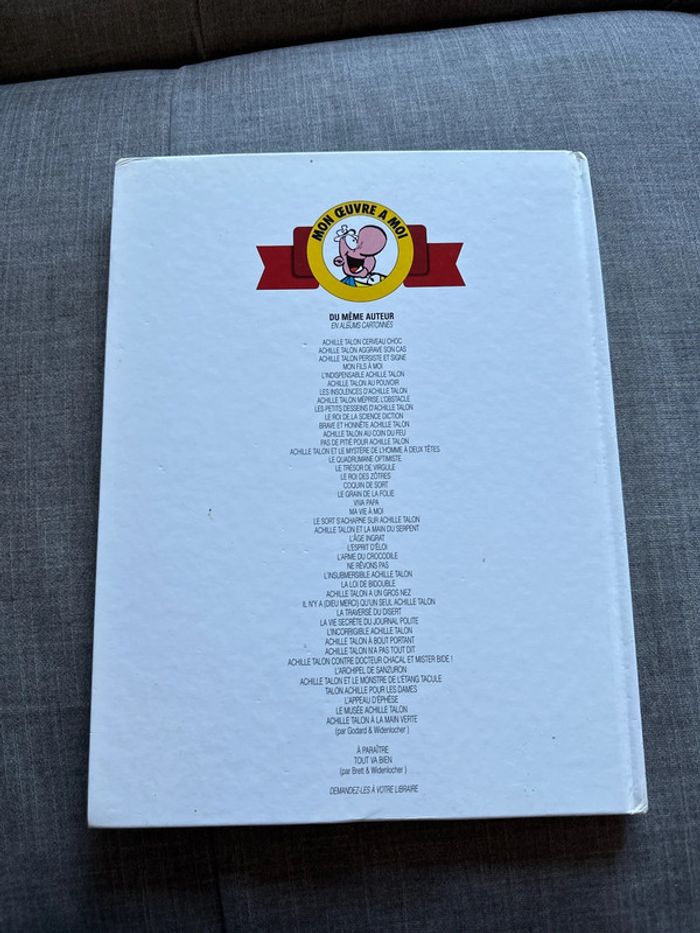 MON ŒUVRE A MOI
DU MÊME AUTEUR
EN ALBUMS CARTONNÉS
ACHILLE TALON CERVEAU CHOC
ACHILLE TALON AGGRAVE SON CAS
ACHILLE TALON PERSISTE ET SIGNE
MON FILS À MOI
L'INDISPENSABLE ACHILLE TALON
ACHILLE TALON AU POUVOIR
LES INSOLENCES D'ACHILLE TALON
ACHILLE TALON MÉPRISE L'OBSTACLE
LES PETITS DESSEINS D'ACHILLE TALON
LE ROI DE LA SCIENCE DICTION
BRAVE ET HONNÊTE ACHILLE TALON
ACHILLE TALON AU COIN DU FEU
PAS DE PITIÉ POUR ACHILLE TALON
ACHILLE TALON ET LE MYSTÈRE DE L'HOMME À DEUX TÊTES
LE QUADRUMANE OPTIMISTE
LE TRÉSOR DE VIRGULE
LE ROI DES ZÔTRES
COQUIN DE SORT
LE GRAIN DE LA FOLIE
VIVA PAPA
MA VIE À MOI
LE SORT S'ACHARNE SUR ACHILLE TALON
ACHILLE TALON ET LA MAIN DU SERPENT
L'ÂGE INGRAT
L'ESPRIT D'ÉLOI
L'ARME DU CROCODILE
NE RÊVONS PAS
L'INSUBMERSIBLE ACHILLE TALON
LA LOI DE BIDOUBLE
ACHILLE TALON A UN GROS NEZ
IL N'Y A (DIEU MERCI) QU'UN SEUL ACHILLE TALON
LA TRAVERSÉ DU DISERT
LA VIE SECRÈTE DU JOURNAL POLITE
L'INCORRIGIBLE ACHILLE TALON
ACHILLE TALON À BOUT PORTANT
ACHILLE TALON N'A PAS TOUT DIT
ACHILLE TALON CONTRE DOCTEUR CHACAL ET MISTER BIDE !
L'ARCHIPEL DE SANZURON
ACHILLE TALON ET LE MONSTRE DE L'ÉTANG TACULE
TALON ACHILLE POUR LES DAMES
L'APPEAU D'ÉPHÈSE
LE MUSÉE ACHILLE TALON
ACHILLE TALON À LA MAIN VERTE
(par Godard & Widenlocher )
À PARAÎTRE
TOUT VA BIEN
(par Brett & Widenlocher )
DEMANDEZ-LES À VOTRE LIBRAIRE